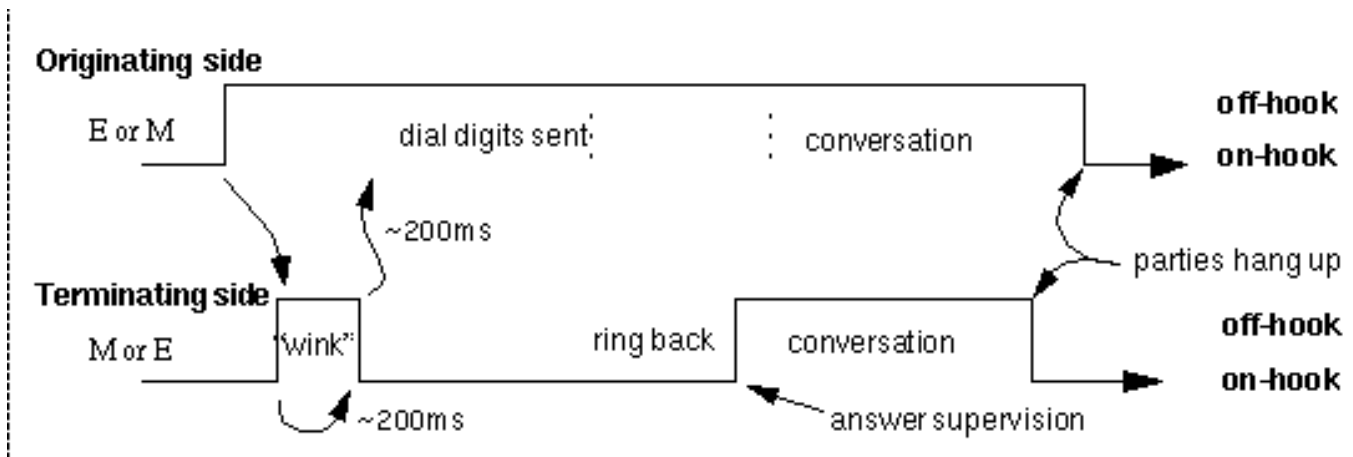 Originating side
off-hook
E or M
dial digits sent
conversation
on-hook
~200ms
parties hang up
Terminating side
off-hook
M or E
"wink"
ring back
conversation
on-hook
~200ms
answer supervision